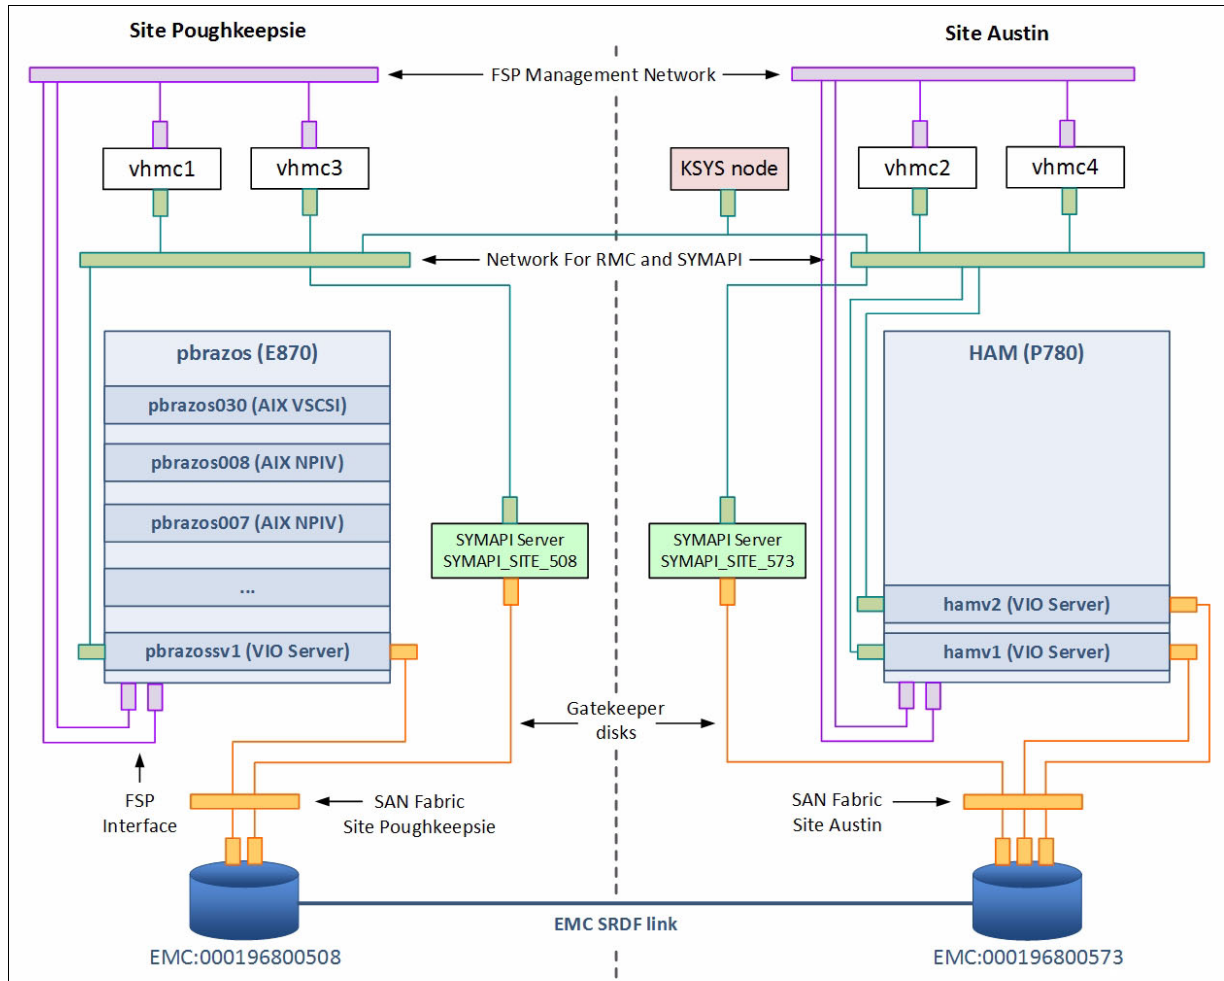 Site Poughkeepsie
Site Austin
FSP Management Network
vhmc1
vhmc3
KSYS node
vhmc2
vhmc4
Network For RMC and SYMAPI
pbrazos (E870)
HAM (P780)
pbrazos030 (AIX VSCSI)
pbrazos008 (AIX NPIV)
pbrazos007 (AIX NPIV)
SYMAPI Server
SYMAPI_SITE_508
SYMAPI Server
SYMAPI_SITE_573
...
hamv2 (VIO Server)
pbrazossv1 (VIO Server)
hamv1 (VIO Server)
Gatekeeper
disks
FSP
Interface
SAN Fabric
Site Poughkeepsie
SAN Fabric
Site Austin
EMC SRDF link
EMC:000196800508
EMC:000196800573